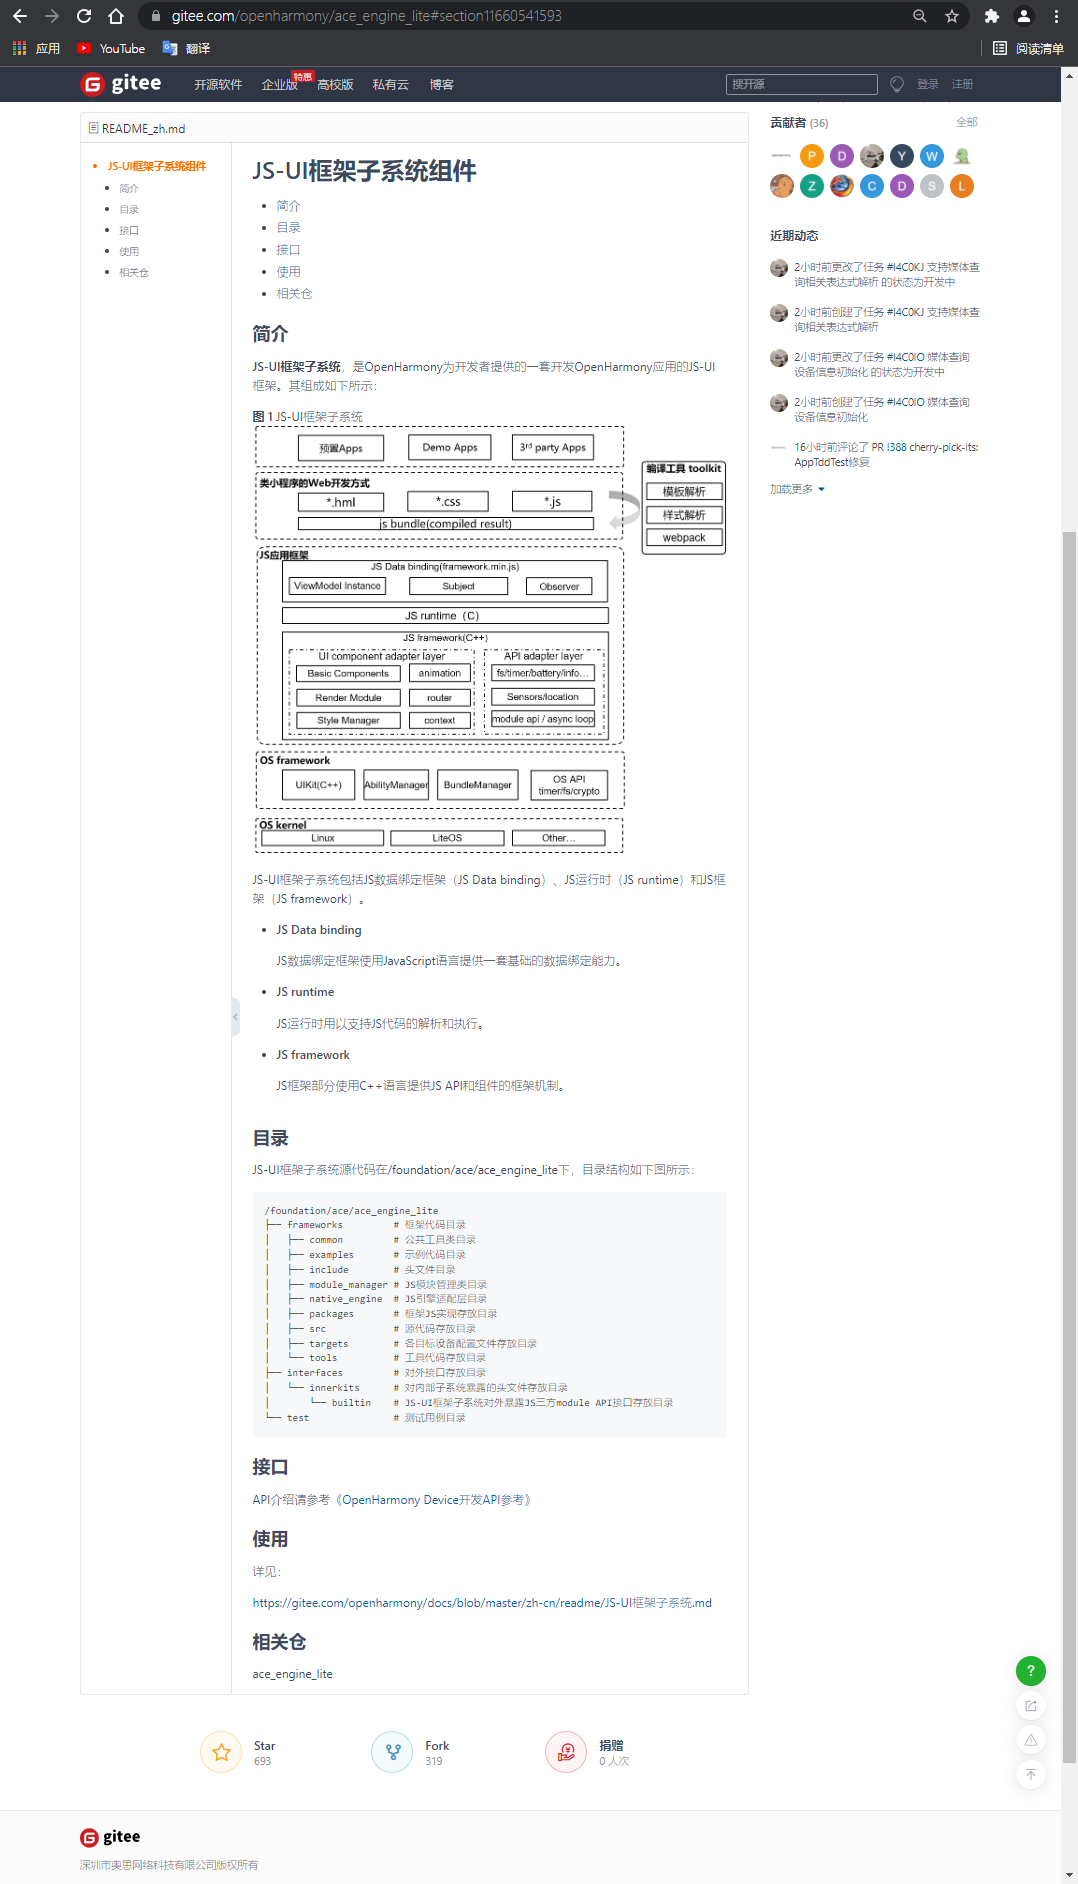 gitee.com/openharmony/ace_engine_lite#section11660541593
应用 YouTube 翻译 阅读清单
gitee 开源软件 企业版 特惠 高校版 私有云 博客 搜开源 登录 注册
README_zh.md
JS-UI框架子系统组件
简介
目录
接口
使用
相关仓
JS-UI框架子系统组件
简介
目录
接口
使用
相关仓
简介
JS-UI框架子系统，是OpenHarmony为开发者提供的一套开发OpenHarmony应用的JS-UI
框架。其组成如下所示：
图 1 JS-UI框架子系统
预置Apps Demo Apps 3rd party Apps
类小程序的Web开发方式
*.hml *.css *.js
js bundle(compiled result)
编译工具 toolkit
模板解析
样式解析
webpack
JS应用框架
JS Data binding(framework.min.js)
ViewModel Instance Subject Observer
JS runtime（C）
JS framework(C++)
UI component adapter layer API adapter layer
Basic Components animation fs/timer/battery/info...
Render Module router Sensors/location
Style Manager context module api / async loop
OS framework
UIKit(C++) AbilityManager BundleManager OS API
timer/fs/crypto
OS kernel
Linux LiteOS Other...
JS-UI框架子系统包括JS数据绑定框架（JS Data binding）、JS运行时（JS runtime）和JS框
架（JS framework）。
JS Data binding
JS数据绑定框架使用JavaScript语言提供一套基础的数据绑定能力。
JS runtime
JS运行时用以支持JS代码的解析和执行。
JS framework
JS框架部分使用C++语言提供JS API和组件的框架机制。
目录
JS-UI框架子系统源代码在/foundation/ace/ace_engine_lite下，目录结构如下图所示：
/foundation/ace/ace_engine_lite
├── frameworks # 框架代码目录
│ ├── common # 公共工具类目录
│ ├── examples # 示例代码目录
│ ├── include # 头文件目录
│ ├── module_manager # JS模块管理类目录
│ ├── native_engine # JS引擎适配层目录
│ ├── packages # 框架JS实现存放目录
│ ├── src # 源代码存放目录
│ ├── targets # 各目标设备配置文件存放目录
│ └── tools # 工具代码存放目录
├── interfaces # 对外接口存放目录
│ └── innerkits # 对内部子系统暴露的头文件存放目录
│ └── builtin # JS-UI框架子系统对外暴露JS三方module API接口存放目录
└── test # 测试用例目录
接口
API介绍请参考《OpenHarmony Device开发API参考》
使用
详见：
https://gitee.com/openharmony/docs/blob/master/zh-cn/readme/JS-UI框架子系统.md
相关仓
ace_engine_lite
贡献者 (36) 全部
P D Y W
Z C D S L
近期动态
2小时前更改了任务 #I4C0KJ 支持媒体查
询相关表达式解析 的状态为开发中
2小时前创建了任务 #I4C0KJ 支持媒体查
询相关表达式解析
2小时前更改了任务 #I4C0IO 媒体查询
设备信息初始化 的状态为开发中
2小时前创建了任务 #I4C0IO 媒体查询
设备信息初始化
16小时前评论了 PR !388 cherry-pick-lts:
AppTddTest修复
加载更多
Star
693
Fork
319
捐赠
0 人次
?
gitee
深圳市奥思网络科技有限公司版权所有